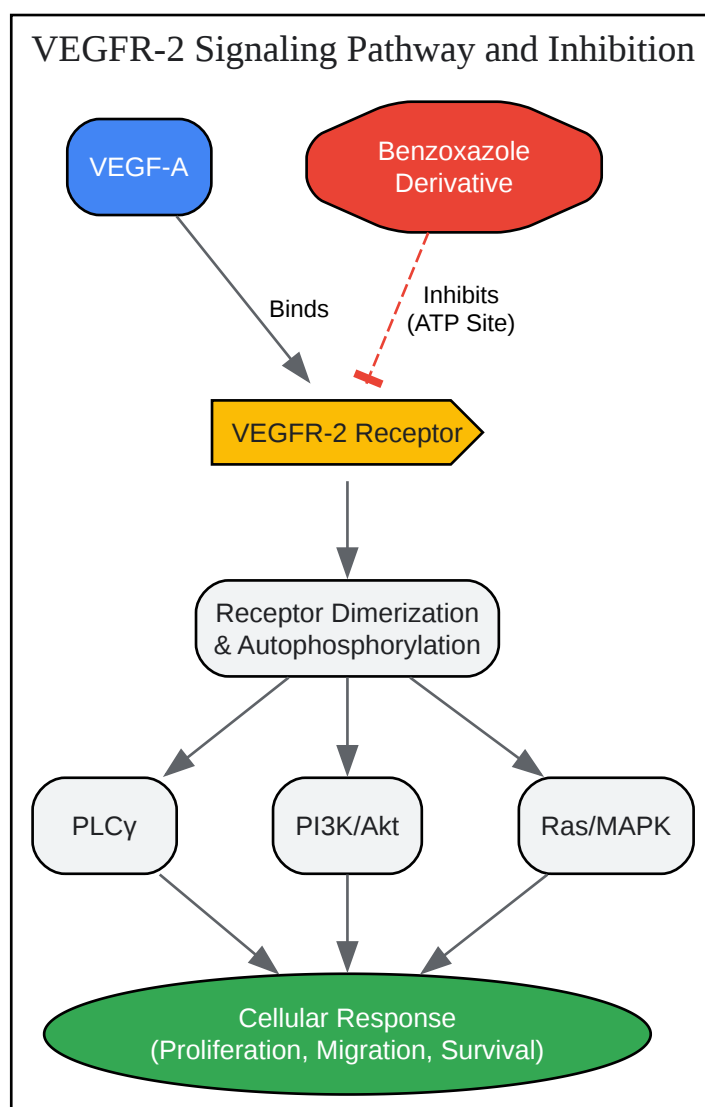 VEGFR-2 Signaling Pathway and Inhibition
VEGF-A
Benzoxazole
Derivative
Binds
Inhibits
(ATP Site)
VEGFR-2 Receptor
Receptor Dimerization
& Autophosphorylation
PLCγ
PI3K/Akt
Ras/MAPK
Cellular Response
(Proliferation, Migration, Survival)